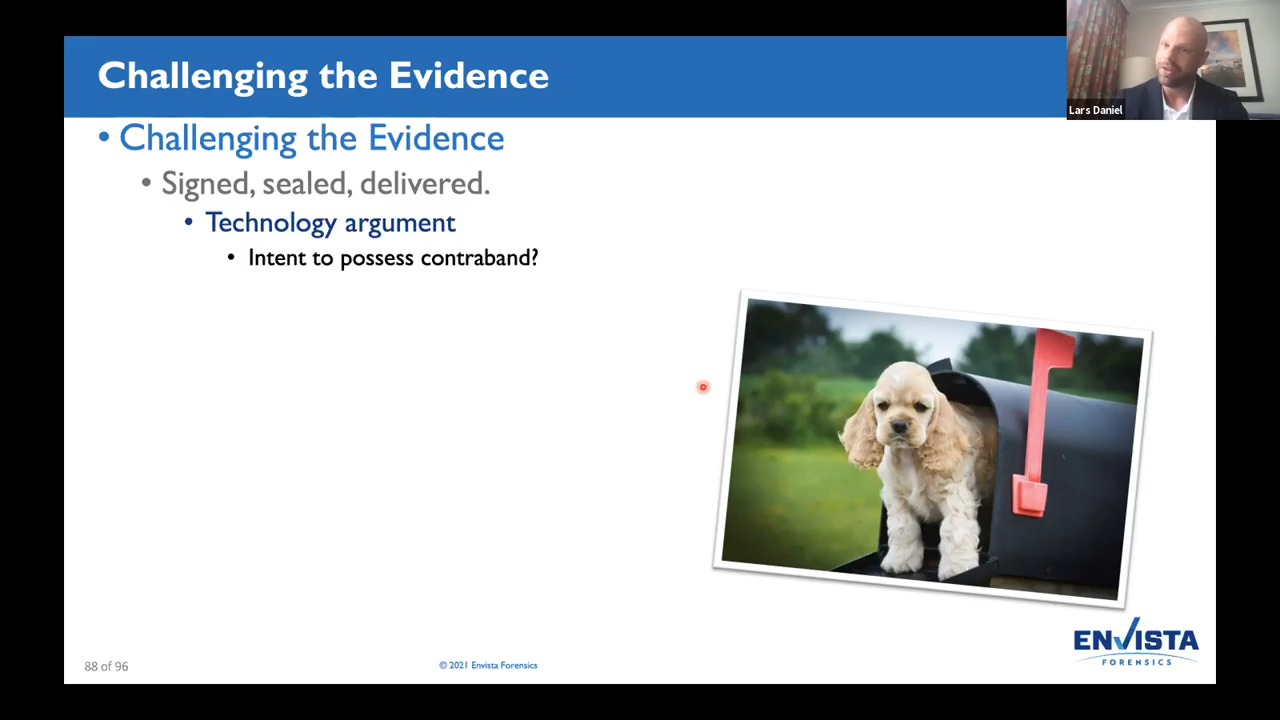 Challenging the Evidence
Lars Daniel
• Challenging the Evidence
• Signed, sealed, delivered.
• Technology argument
• Intent to possess contraband?
ENVISTA
FORENSICS
88 of 96
© 2021 Envista Forensics